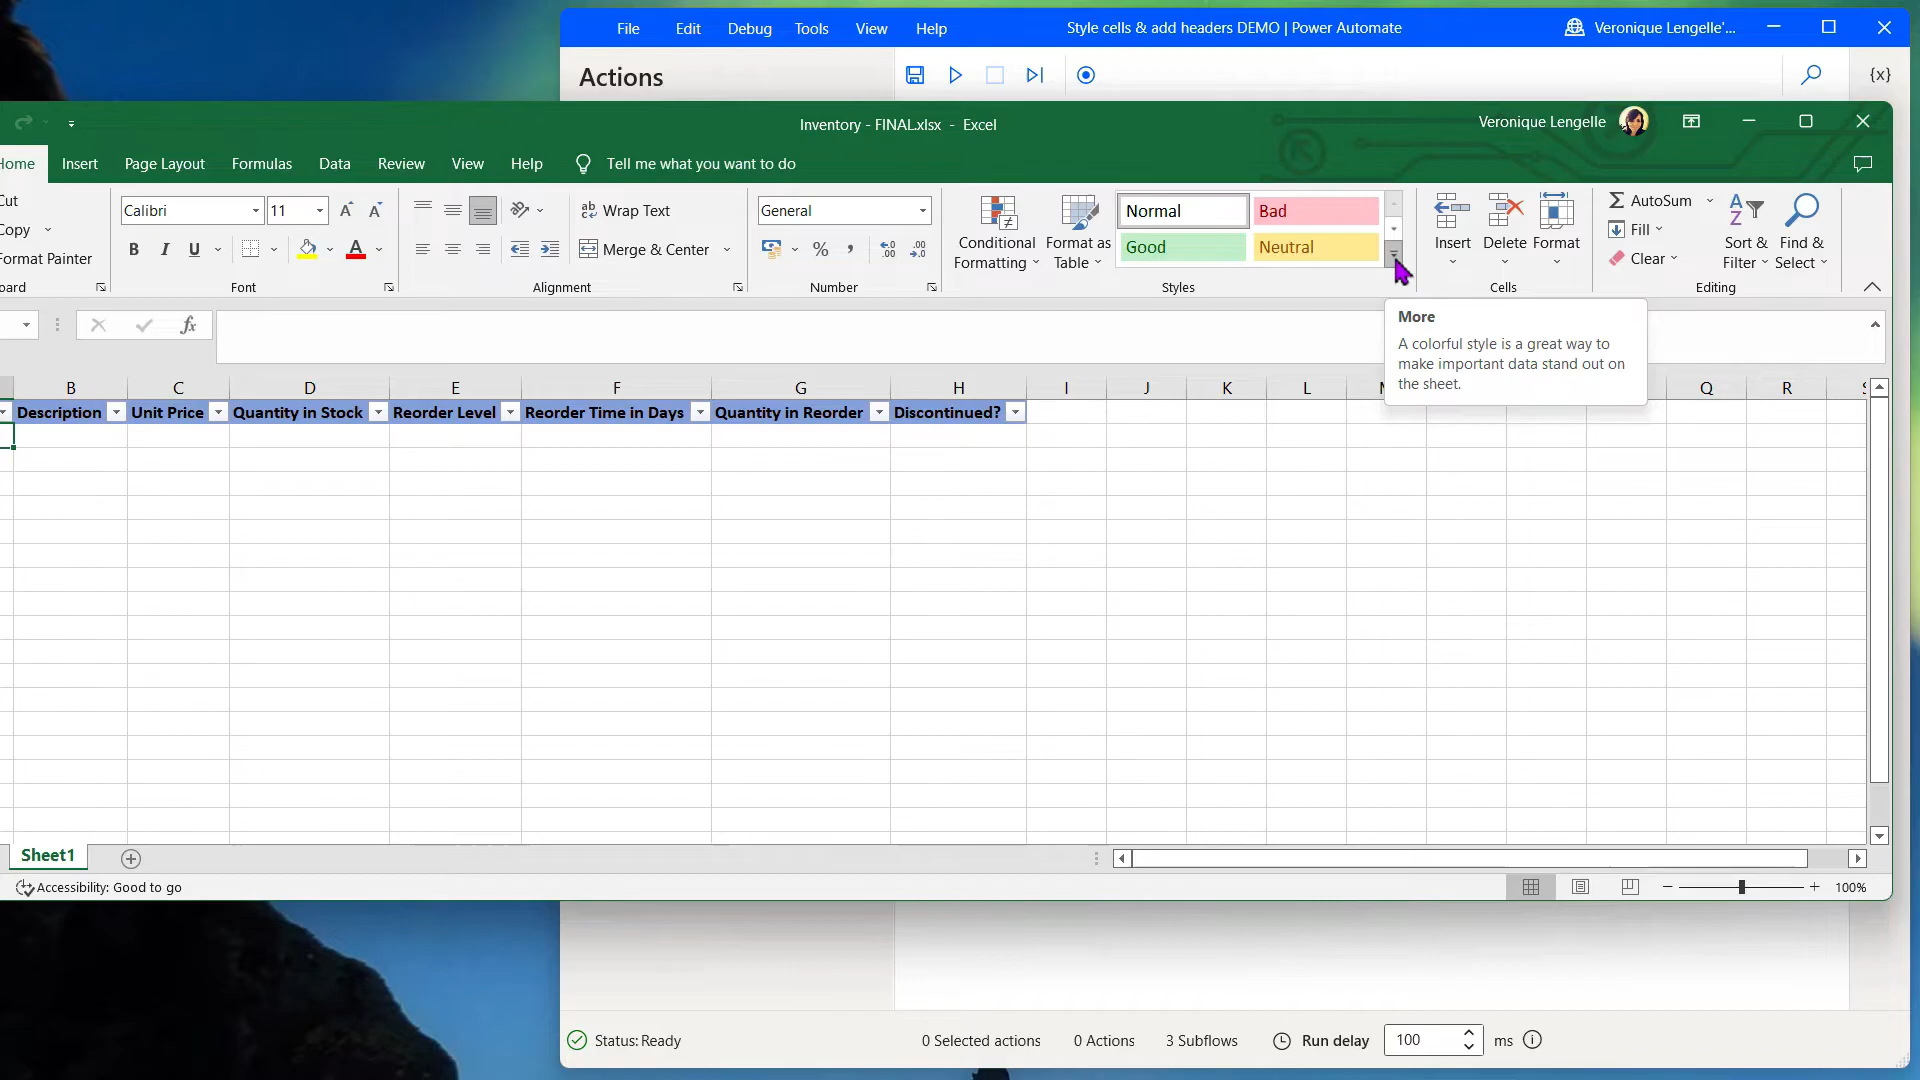 File Edit Debug Tools View Help Style cells & add headers DEMO | Power Automate Veronique Lengelle'...
Actions {x}
Inventory - FINAL.xlsx - Excel Veronique Lengelle
Home Insert Page Layout Formulas Data Review View Help Tell me what you want to do
Cut
Copy
Format Painter
Calibri 11
B I U A
Font
ab Wrap Text
Merge & Center
Alignment
General
% ,
Number
Conditional
Formatting
Format as
Table
Normal Bad
Good Neutral
Styles
Insert Delete Format
Cells
AutoSum
Fill
Clear
Sort &
Filter
Find &
Select
Editing
fx
More
A colorful style is a great way to
make important data stand out on
the sheet.
B C D E F G H I J K L Q R
Description Unit Price Quantity in Stock Reorder Level Reorder Time in Days Quantity in Reorder Discontinued?
Sheet1
Accessibility: Good to go 100%
Status: Ready 0 Selected actions 0 Actions 3 Subflows Run delay 100 ms